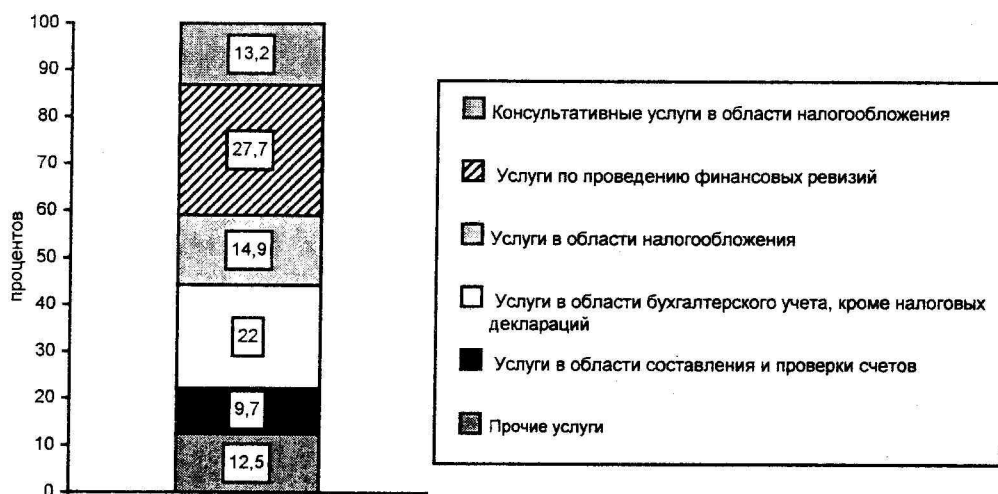 100
90
80
70
60
50
40
30
20
10
0
процентов
13,2
27,7
14,9
22
9,7
12,5
Консультативные услуги в области налогообложения
Услуги по проведению финансовых ревизий
Услуги в области налогообложения
Услуги в области бухгалтерского учета, кроме налоговых
деклараций
Услуги в области составления и проверки счетов
Прочие услуги